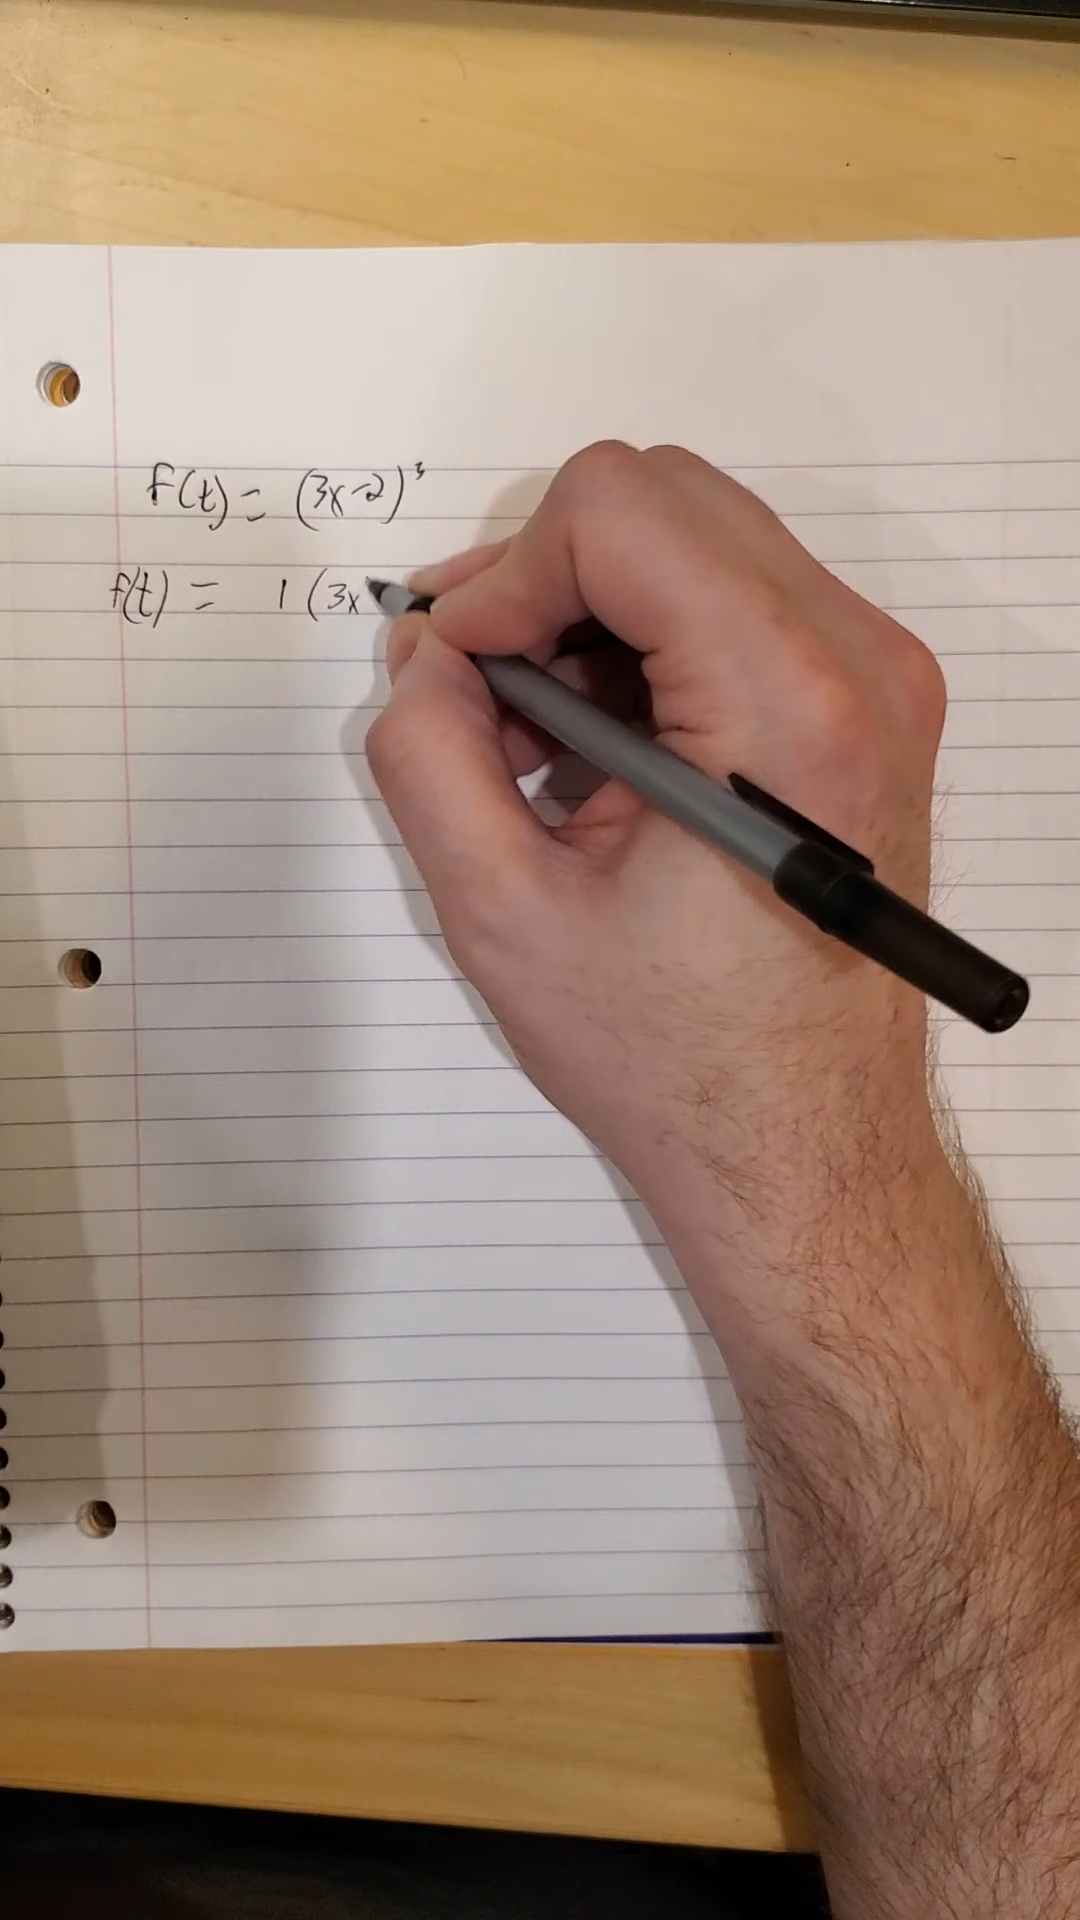 f(t) = (3x-2)³
f(t) = 1 (3x